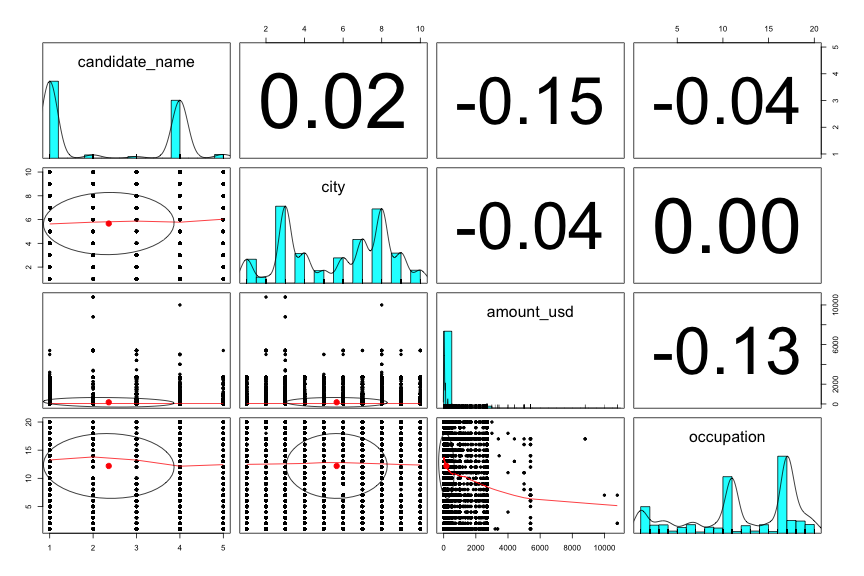 2 4 6 8 10
5 10 15 20
candidate_name
0.02
-0.15
-0.04
1 2 3 4 5
2 4 6 8 10
city
-0.04
0.00
amount_usd
-0.13
0 2000 6000 10000
5 10 15 20
occupation
1 2 3 4 5
0 2000 4000 6000 8000 10000